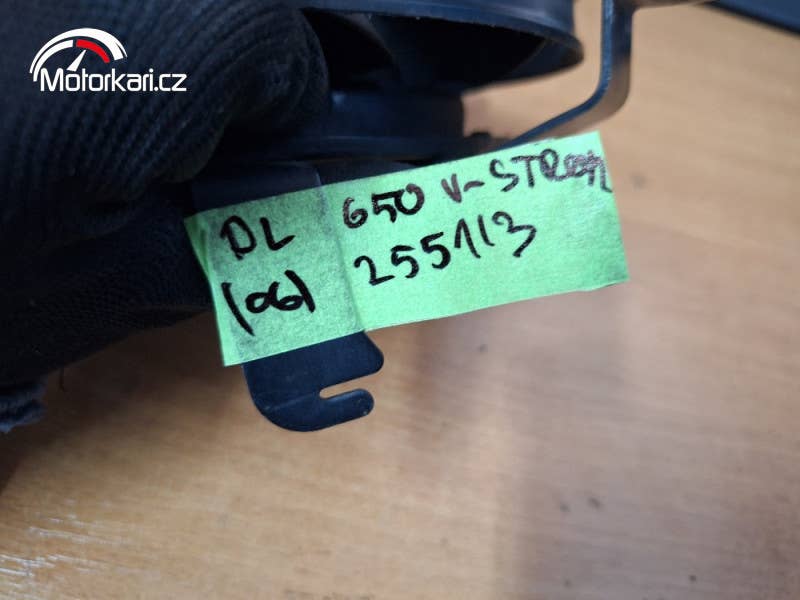 Motorkari.cz
DL 650 V-STROM
(06) 255113